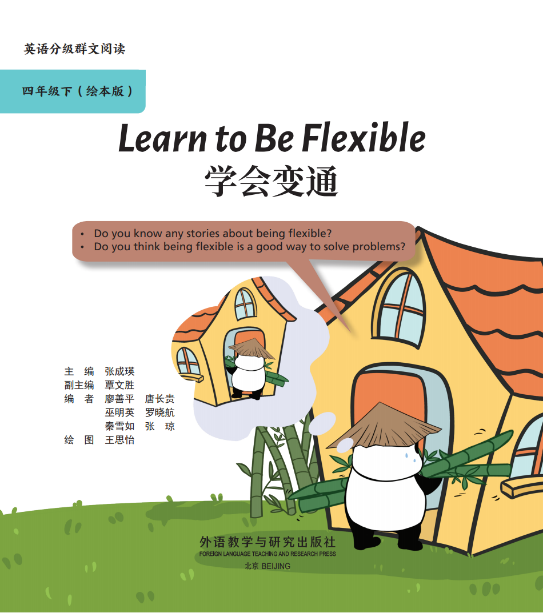 英语分级群文阅读
四年级下（绘本版）
Learn to Be Flexible
学会变通
• Do you know any stories about being flexible?
• Do you think being flexible is a good way to solve problems?
主 编 张成瑛
副主编 覃文胜
编 者 廖善平 唐长贵
巫明英 罗晓航
秦雪如 张 琼
绘 图 王思怡
外语教学与研究出版社
FOREIGN LANGUAGE TEACHING AND RESEARCH PRESS
北京 BEIJING